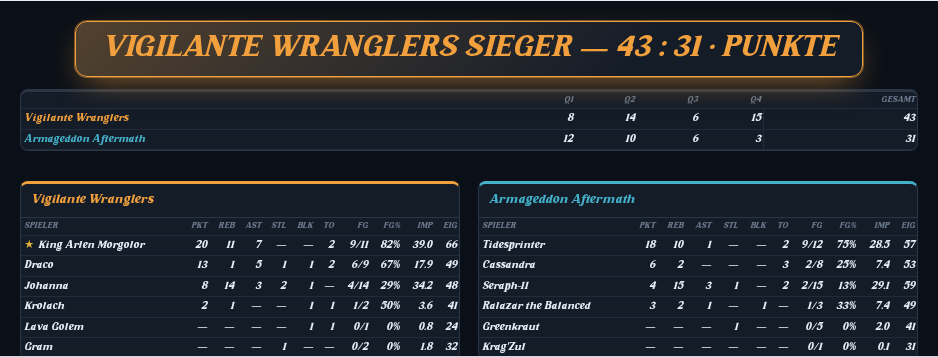 VIGILANTE WRANGLERS SIEGER — 43 : 31 · PUNKTE
Q1 Q2 Q3 Q4 GESAMT
Vigilante Wranglers 8 14 6 15 43
Armageddon Aftermath 12 10 6 3 31
Vigilante Wranglers
SPIELER PKT REB AST STL BLK TO FG FG% IMP EIG
★ King Arlen Morgolor 20 11 7 — — 2 9/11 82% 39.0 66
Draco 13 1 5 1 1 2 6/9 67% 17.9 49
Johanna 8 14 3 2 1 — 4/14 29% 34.2 48
Krolach 2 1 — — 1 1 1/2 50% 3.6 41
Lava Golem — — — — 1 1 0/1 0% 0.8 24
Gram — — — 1 — — 0/2 0% 1.8 32
Armageddon Aftermath
SPIELER PKT REB AST STL BLK TO FG FG% IMP EIG
Tidesprinter 18 10 1 — — 2 9/12 75% 28.5 57
Cassandra 6 2 — — — 3 2/8 25% 7.4 53
Seraph-11 4 15 3 1 — 2 2/15 13% 29.1 59
Ralazar the Balanced 3 2 1 — 1 — 1/3 33% 7.4 49
Greenkraut — — — 1 — — 0/5 0% 2.0 41
Krag'Zul — — — — — — 0/1 0% 0.1 31